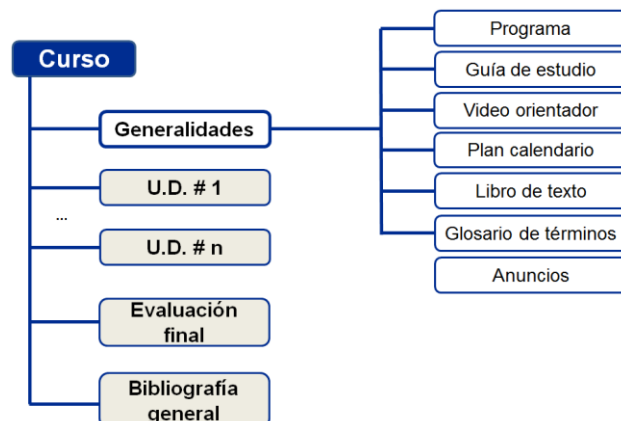 Curso
Generalidades
U.D. # 1
...
U.D. # n
Evaluación
final
Bibliografía
general
Programa
Guía de estudio
Video orientador
Plan calendario
Libro de texto
Glosario de términos
Anuncios